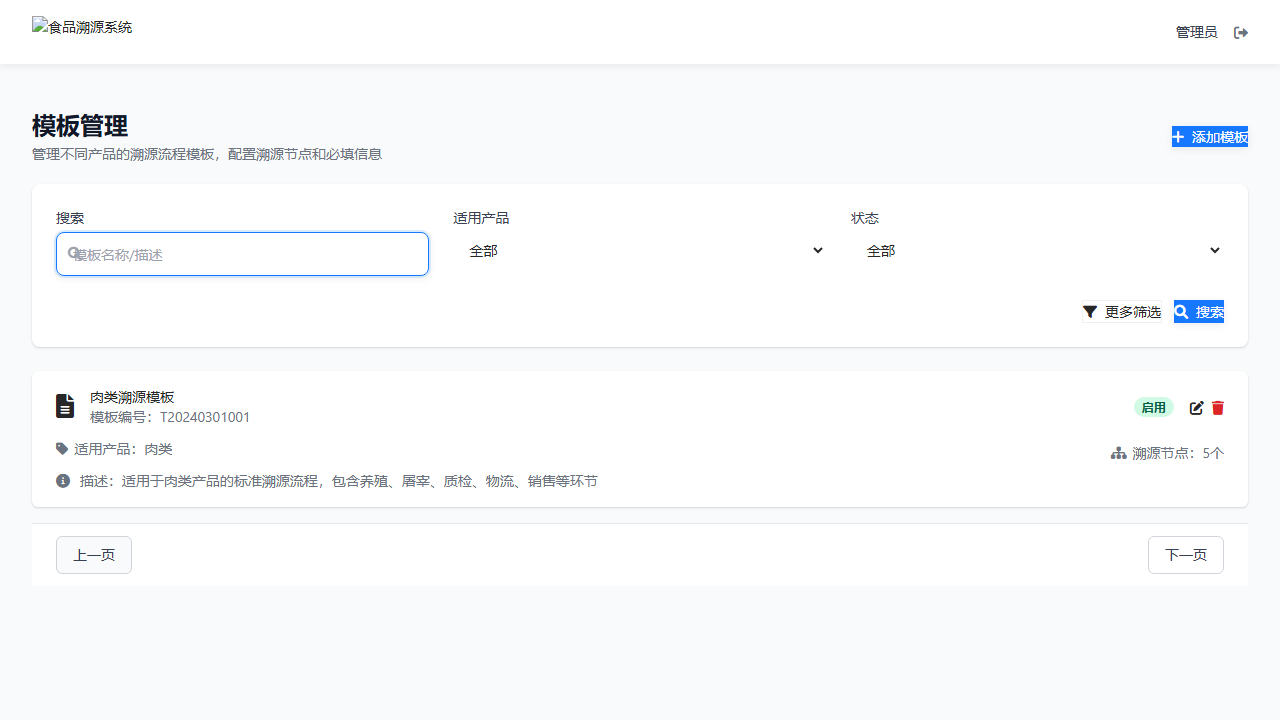 食品溯源系统
管理员
模板管理
管理不同产品的溯源流程模板，配置溯源节点和必填信息
添加模板
搜索
适用产品
状态
模板名称/描述
全部
全部
更多筛选
搜索
肉类溯源模板
模板编号：T20240301001
启用
适用产品：肉类
溯源节点：5个
描述：适用于肉类产品的标准溯源流程，包含养殖、屠宰、质检、物流、销售等环节
上一页
下一页